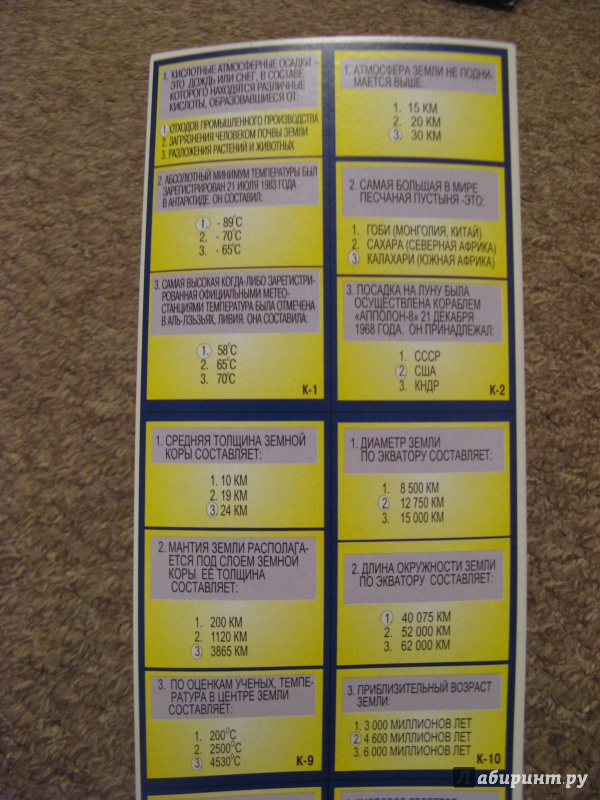 1. КИСЛОТНЫЕ АТМОСФЕРНЫЕ ОСАДКИ -
ЭТО ДОЖДЬ ИЛИ СНЕГ, В СОСТАВЕ
КОТОРОГО НАХОДЯТСЯ РАЗЛИЧНЫЕ
КИСЛОТЫ, ОБРАЗОВАВШИЕСЯ ОТ:
1. ОТХОДОВ ПРОМЫШЛЕННОГО ПРОИЗВОДСТВА
2. ЗАГРЯЗНЕНИЯ ЧЕЛОВЕКОМ ПОЧВЫ ЗЕМЛИ
3. РАЗЛОЖЕНИЯ РАСТЕНИЙ И ЖИВОТНЫХ
2. АБСОЛЮТНЫЙ МИНИМУМ ТЕМПЕРАТУРЫ БЫЛ
ЗАРЕГИСТРИРОВАН 21 ИЮЛЯ 1983 ГОДА
В АНТАРКТИДЕ. ОН СОСТАВИЛ:
1. - 89°С
2. - 70°С
3. - 65°С
3. САМАЯ ВЫСОКАЯ КОГДА-ЛИБО ЗАРЕГИСТРИ-
РОВАННАЯ ОФИЦИАЛЬНЫМИ МЕТЕО-
СТАНЦИЯМИ ТЕМПЕРАТУРА БЫЛА ОТМЕЧЕНА
В АЛЬ-ЛЗЬЗЬЯХ, ЛИВИЯ. ОНА СОСТАВИЛА:
1. 58°С
2. 65°С
3. 70°С
К-1
1. АТМОСФЕРА ЗЕМЛИ НЕ ПОДНИ-
МАЕТСЯ ВЫШЕ:
1. 15 КМ
2. 20 КМ
3. 30 КМ
2. САМАЯ БОЛЬШАЯ В МИРЕ
ПЕСЧАНАЯ ПУСТЫНЯ -ЭТО:
1. ГОБИ (МОНГОЛИЯ, КИТАЙ)
2. САХАРА (СЕВЕРНАЯ АФРИКА)
3. КАЛАХАРИ (ЮЖНАЯ АФРИКА)
3. ПОСАДКА НА ЛУНУ БЫЛА
ОСУЩЕСТВЛЕНА КОРАБЛЕМ
«АППОЛОН-8» 21 ДЕКАБРЯ
1968 ГОДА. ОН ПРИНАДЛЕЖАЛ:
1. СССР
2. США
3. КНДР
К-2
1. СРЕДНЯЯ ТОЛЩИНА ЗЕМНОЙ
КОРЫ СОСТАВЛЯЕТ:
1. 10 КМ
2. 19 КМ
3. 24 КМ
2. МАНТИЯ ЗЕМЛИ РАСПОЛАГА-
ЕТСЯ ПОД СЛОЕМ ЗЕМНОЙ
КОРЫ. ЕЁ ТОЛЩИНА
СОСТАВЛЯЕТ:
1. 200 КМ
2. 1120 КМ
3. 3865 КМ
3. ПО ОЦЕНКАМ УЧЕНЫХ, ТЕМПЕ-
РАТУРА В ЦЕНТРЕ ЗЕМЛИ
СОСТАВЛЯЕТ:
1. 200°С
2. 2500°С
3. 4530°С
К-9
1. ДИАМЕТР ЗЕМЛИ
ПО ЭКВАТОРУ СОСТАВЛЯЕТ:
1. 8 500 КМ
2. 12 750 КМ
3. 15 000 КМ
2. ДЛИНА ОКРУЖНОСТИ ЗЕМЛИ
ПО ЭКВАТОРУ СОСТАВЛЯЕТ:
1. 40 075 КМ
2. 52 000 КМ
3. 62 000 КМ
3. ПРИБЛИЗИТЕЛЬНЫЙ ВОЗРАСТ
ЗЕМЛИ:
1. 3 000 МИЛЛИОНОВ ЛЕТ
2. 4 600 МИЛЛИОНОВ ЛЕТ
3. 6 000 МИЛЛИОНОВ ЛЕТ
К-10
Лабиринт.ру